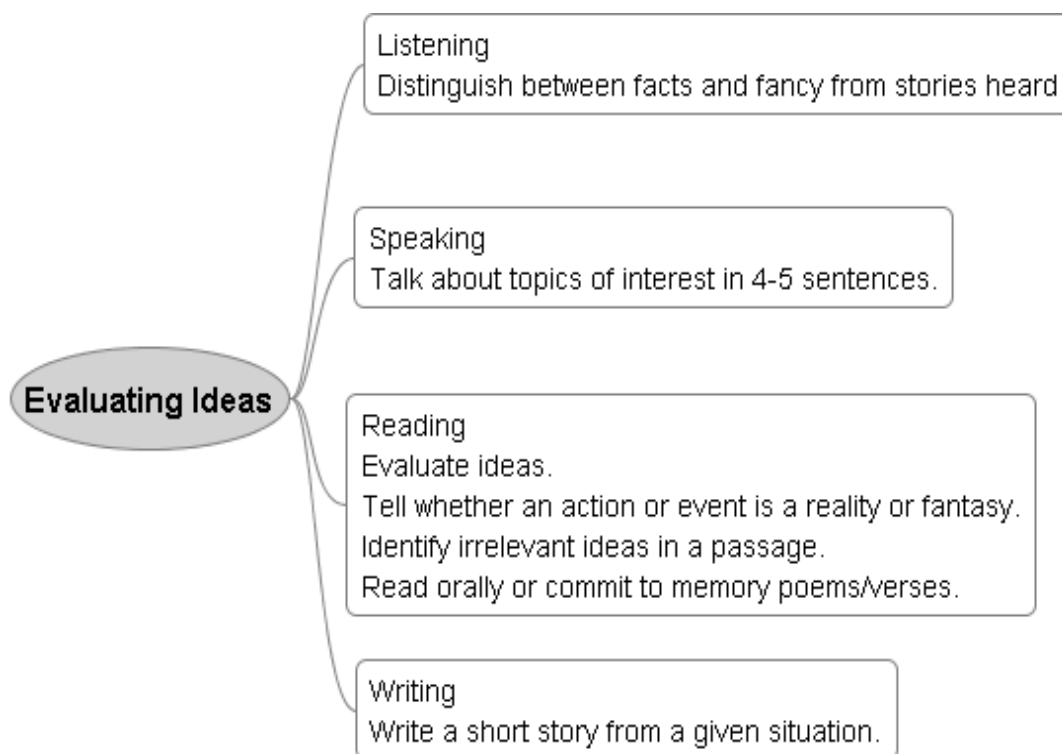 Listening
Distinguish between facts and fancy from stories heard
Speaking
Talk about topics of interest in 4-5 sentences.
Evaluating Ideas
Reading
Evaluate ideas.
Tell whether an action or event is a reality or fantasy.
Identify irrelevant ideas in a passage.
Read orally or commit to memory poems/verses.
Writing
Write a short story from a given situation.